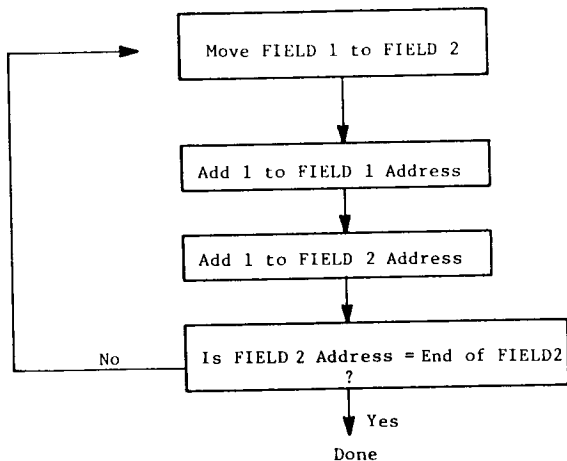 Move FIELD 1 to FIELD 2
Add 1 to FIELD 1 Address
Add 1 to FIELD 2 Address
Is FIELD 2 Address = End of FIELD2
?
No
Yes
Done